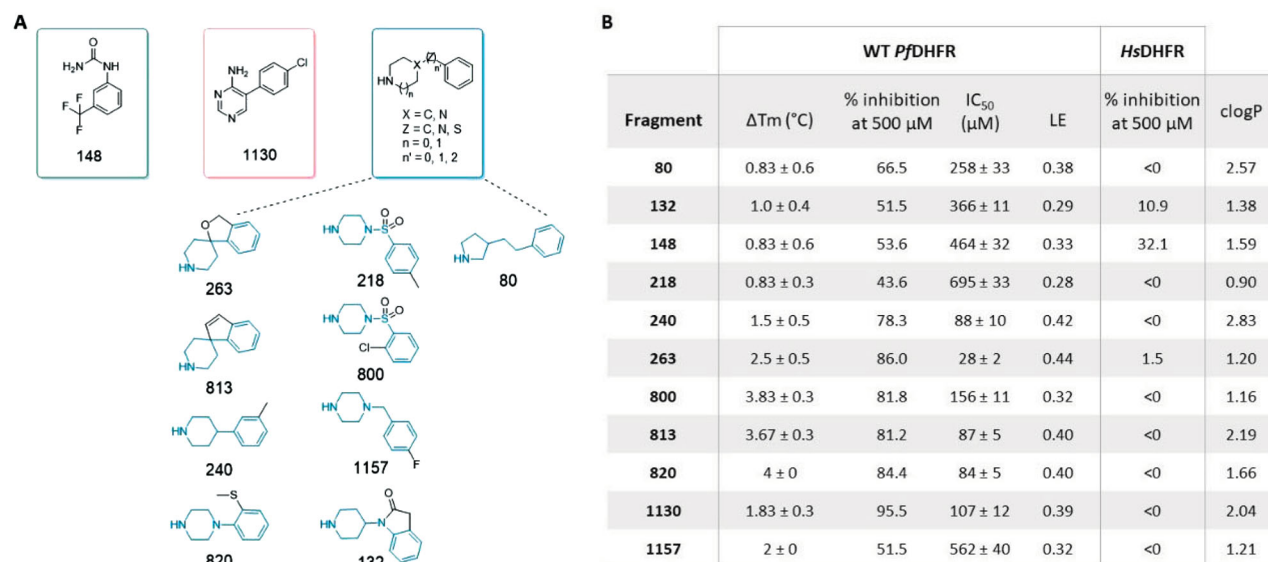 A
O
H₂N
NH
F
F
F
148
NH₂
Cl
N
N
1130
X
(Z)
n'
HN
( )n
X = C, N
Z = C, N, S
n = 0, 1
n' = 0, 1, 2
O
NH
263
HN
N
S
O
O
218
HN
80
NH
813
HN
N
S
O
O
Cl
800
HN
240
HN
N
F
1157
HN
N
S
820
HN
N
O
132
B
WT PfDHFR HsDHFR
Fragment ΔTm (°C) % inhibition at 500 µM IC₅₀ (µM) LE % inhibition at 500 µM clogP
80 0.83 ± 0.6 66.5 258 ± 33 0.38 <0 2.57
132 1.0 ± 0.4 51.5 366 ± 11 0.29 10.9 1.38
148 0.83 ± 0.6 53.6 464 ± 32 0.33 32.1 1.59
218 0.83 ± 0.3 43.6 695 ± 33 0.28 <0 0.90
240 1.5 ± 0.5 78.3 88 ± 10 0.42 <0 2.83
263 2.5 ± 0.5 86.0 28 ± 2 0.44 1.5 1.20
800 3.83 ± 0.3 81.8 156 ± 11 0.32 <0 1.16
813 3.67 ± 0.3 81.2 87 ± 5 0.40 <0 2.19
820 4 ± 0 84.4 84 ± 5 0.40 <0 1.66
1130 1.83 ± 0.3 95.5 107 ± 12 0.39 <0 2.04
1157 2 ± 0 51.5 562 ± 40 0.32 <0 1.21